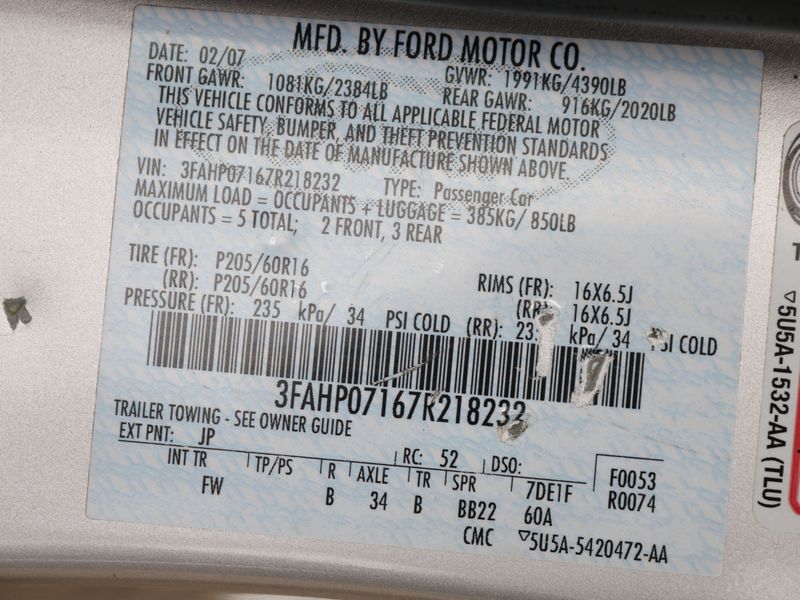 MFD. BY FORD MOTOR CO.
DATE: 02/07 GVWR: 1991KG/4390LB
FRONT GAWR: 1081KG/2384LB REAR GAWR: 916KG/2020LB
THIS VEHICLE CONFORMS TO ALL APPLICABLE FEDERAL MOTOR
VEHICLE SAFETY, BUMPER, AND THEFT PREVENTION STANDARDS
IN EFFECT ON THE DATE OF MANUFACTURE SHOWN ABOVE.
VIN: 3FAHP07167R218232 TYPE: Passenger Car
MAXIMUM LOAD = OCCUPANTS + LUGGAGE = 385KG/ 850LB
OCCUPANTS = 5 TOTAL; 2 FRONT, 3 REAR
TIRE (FR): P205/60R16 RIMS (FR): 16X6.5J
(RR): P205/60R16 (RR) 16X6.5J
PRESSURE (FR): 235 kPa/ 34 PSI COLD (RR): 23 kPa/ 34 PSI COLD
3FAHP07167R218232
TRAILER TOWING - SEE OWNER GUIDE
EXT PNT: JP RC: 52 DSO: F0053
INT TR TP/PS R AXLE TR SPR 7DE1F R0074
FW B 34 B BB22 60A
CMC 5U5A-5420472-AA
5U5A-1532-AA (TLU)